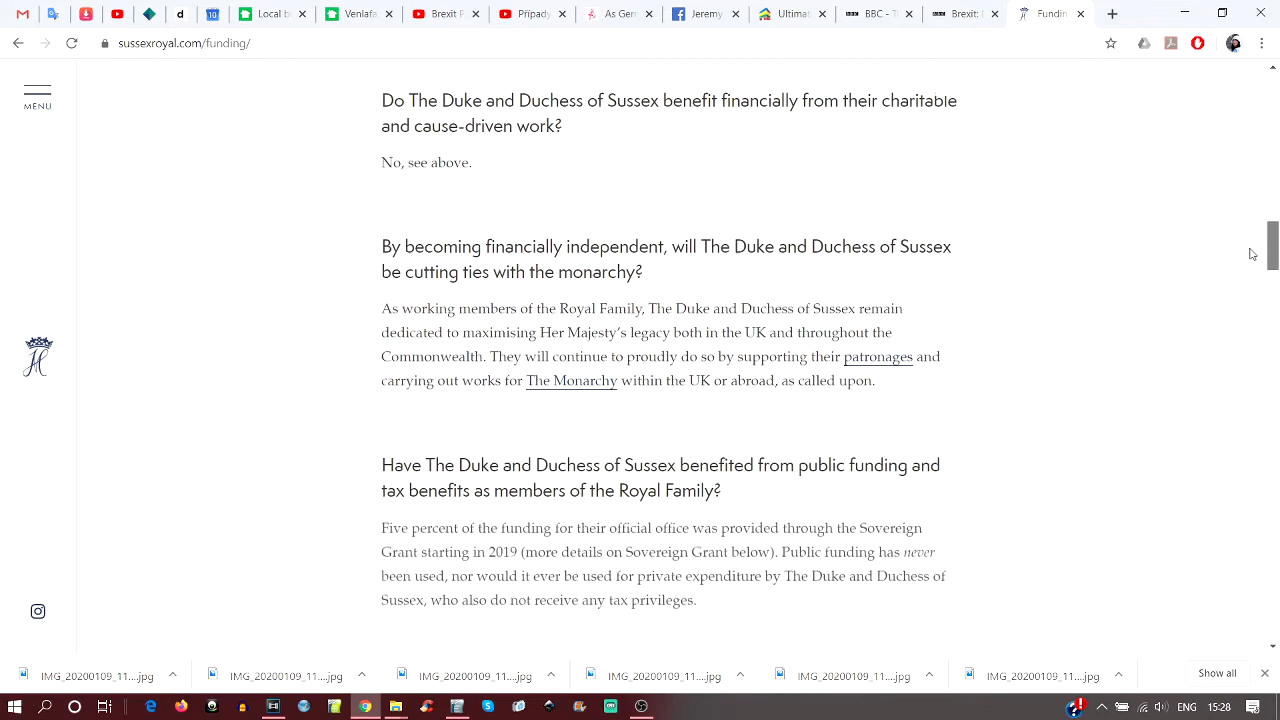 Local b
Venlafa
Brexit P
Případy
As Gen
Jeremy
Ultimat
BBC - T
Brexit:
Fundin
sussexroyal.com/funding/
MENU
Do The Duke and Duchess of Sussex benefit financially from their charitable
and cause-driven work?
No, see above.
By becoming financially independent, will The Duke and Duchess of Sussex
be cutting ties with the monarchy?
As working members of the Royal Family, The Duke and Duchess of Sussex remain
dedicated to maximising Her Majesty's legacy both in the UK and throughout the
Commonwealth. They will continue to proudly do so by supporting their patronages and
carrying out works for The Monarchy within the UK or abroad, as called upon.
Have The Duke and Duchess of Sussex benefited from public funding and
tax benefits as members of the Royal Family?
Five percent of the funding for their official office was provided through the Sovereign
Grant starting in 2019 (more details on Sovereign Grant below). Public funding has never
been used, nor would it ever be used for private expenditure by The Duke and Duchess of
Sussex, who also do not receive any tax privileges.
IMG_20200109_11....jpg
IMG_20200109_11....jpg
IMG_20200109_11....jpg
IMG_20200109_11....jpg
IMG_20200109_11....jpg
IMG_20200109_11....jpg
Show all
ENG
15:28